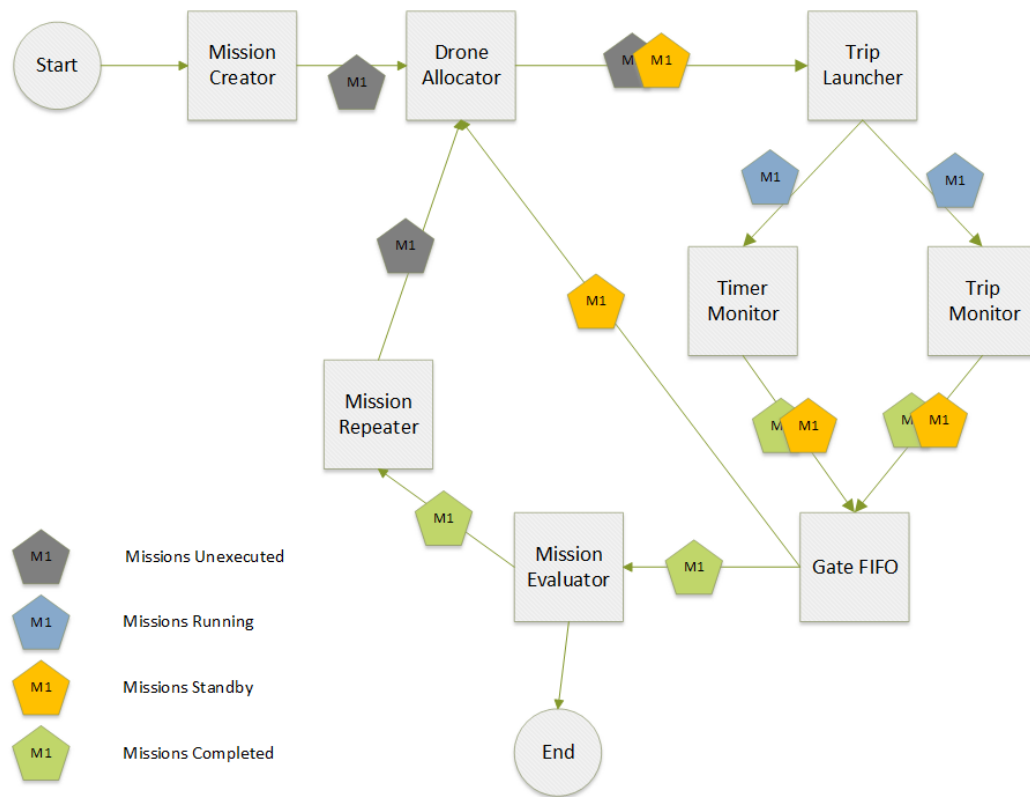 Start
Mission
Creator
M1
Drone
Allocator
M
M1
Trip
Launcher
M1
M1
M1
M1
Timer
Monitor
Trip
Monitor
Mission
Repeater
M
M1
M
M1
M1
Mission
Evaluator
M1
Gate FIFO
End
M1
Missions Unexecuted
M1
Missions Running
M1
Missions Standby
M1
Missions Completed